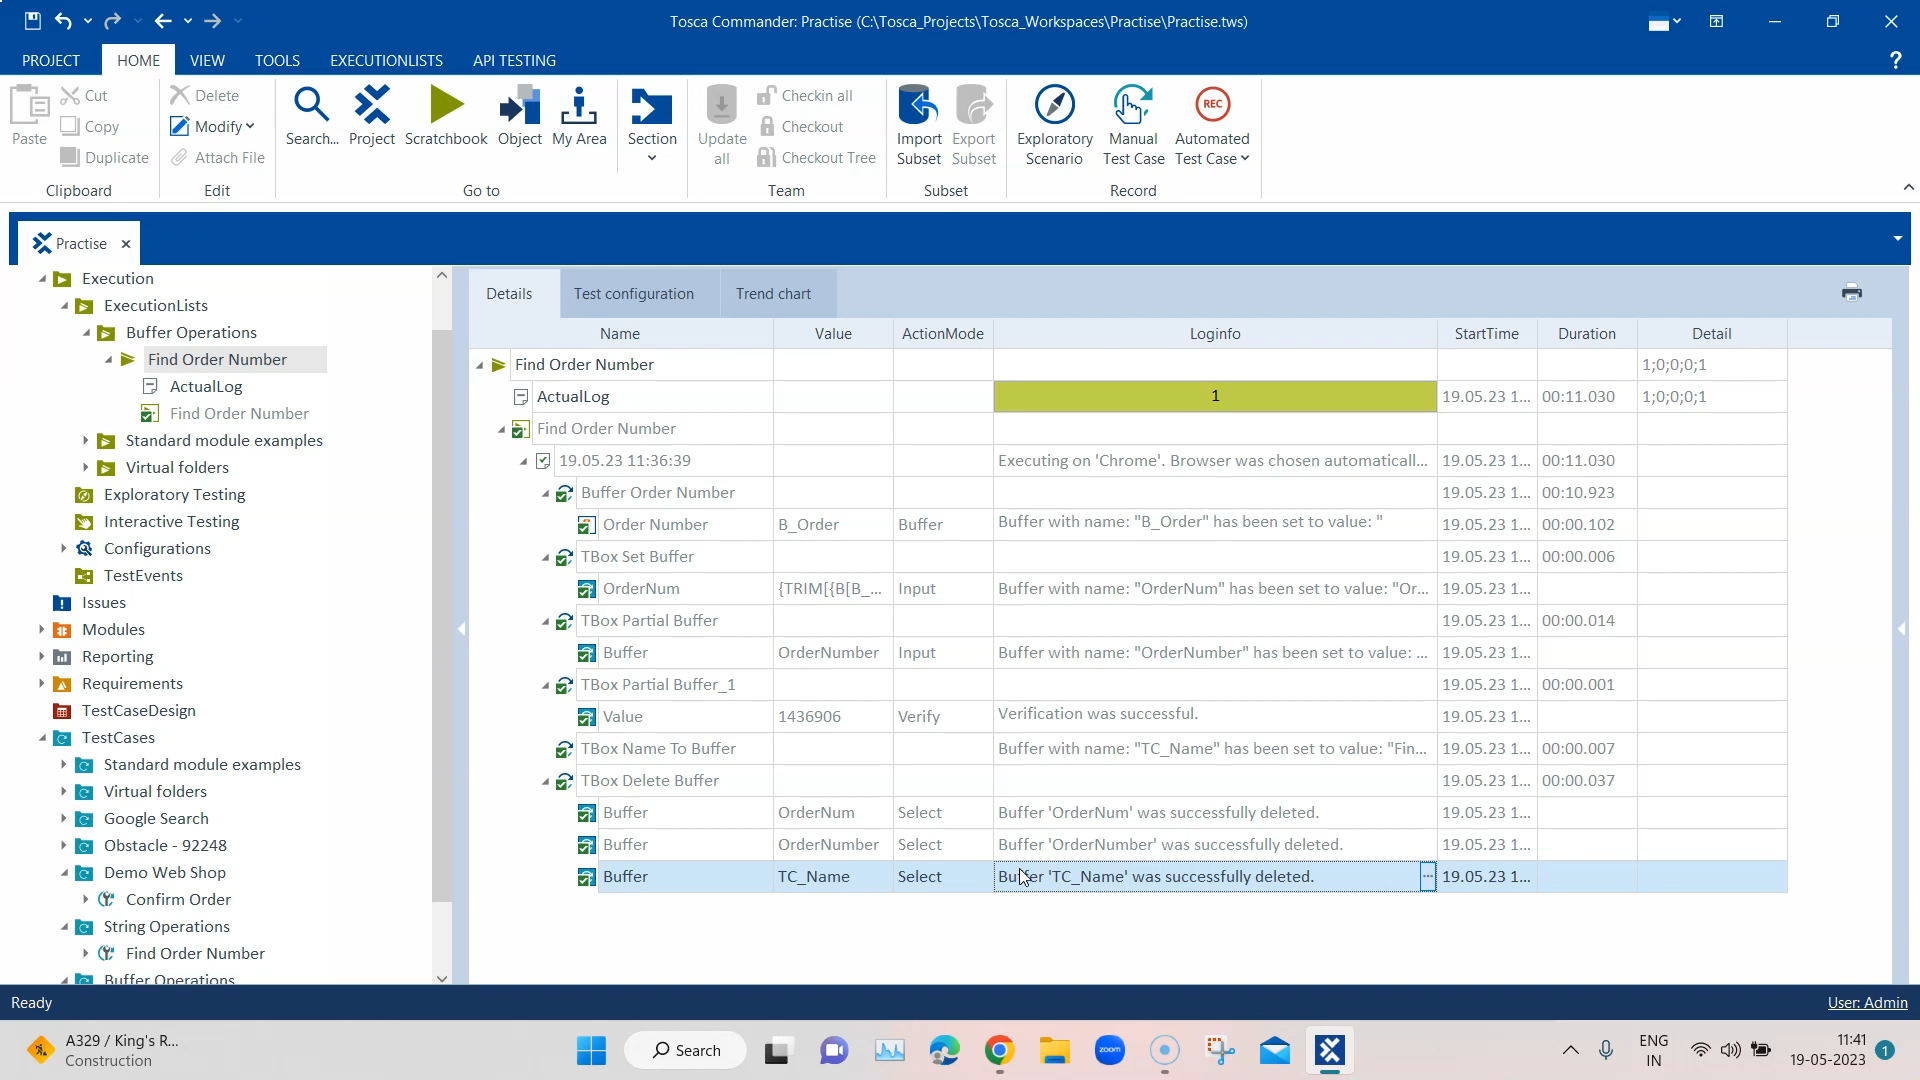 Tosca Commander: Practise (C:\Tosca_Projects\Tosca_Workspaces\Practise\Practise.tws)
PROJECT HOME VIEW TOOLS EXECUTIONLISTS API TESTING ?
Paste
Cut
Copy
Duplicate
Clipboard
Delete
Modify
Attach File
Edit
Search... Project Scratchbook Object My Area
Section
Go to
Update all
Checkin all
Checkout
Checkout Tree
Team
Import Subset
Export Subset
Subset
Exploratory Scenario
Manual Test Case
REC
Automated Test Case
Record
Practise
Execution
ExecutionLists
Buffer Operations
Find Order Number
ActualLog
Find Order Number
Standard module examples
Virtual folders
Exploratory Testing
Interactive Testing
Configurations
TestEvents
Issues
Modules
Reporting
Requirements
TestCaseDesign
TestCases
Standard module examples
Virtual folders
Google Search
Obstacle - 92248
Demo Web Shop
Confirm Order
String Operations
Find Order Number
Buffer Operations
Details Test configuration Trend chart
Name Value ActionMode Loginfo StartTime Duration Detail
Find Order Number 1;0;0;0;1
ActualLog 1 19.05.23 1... 00:11.030 1;0;0;0;1
Find Order Number
19.05.23 11:36:39 Executing on 'Chrome'. Browser was chosen automaticall... 19.05.23 1... 00:11.030
Buffer Order Number 19.05.23 1... 00:10.923
Order Number B_Order Buffer Buffer with name: "B_Order" has been set to value: " 19.05.23 1... 00:00.102
TBox Set Buffer 19.05.23 1... 00:00.006
OrderNum {TRIM[{B[B_... Input Buffer with name: "OrderNum" has been set to value: "Or... 19.05.23 1...
TBox Partial Buffer 19.05.23 1... 00:00.014
Buffer OrderNumber Input Buffer with name: "OrderNumber" has been set to value: ... 19.05.23 1...
TBox Partial Buffer_1 19.05.23 1... 00:00.001
Value 1436906 Verify Verification was successful. 19.05.23 1...
TBox Name To Buffer Buffer with name: "TC_Name" has been set to value: "Fin... 19.05.23 1... 00:00.007
TBox Delete Buffer 19.05.23 1... 00:00.037
Buffer OrderNum Select Buffer 'OrderNum' was successfully deleted. 19.05.23 1...
Buffer OrderNumber Select Buffer 'OrderNumber' was successfully deleted. 19.05.23 1...
Buffer TC_Name Select Buffer 'TC_Name' was successfully deleted. ... 19.05.23 1...
Ready User: Admin
A329 / King's R...
Construction
Search
zoom
ENG
IN
11:41
19-05-2023
1